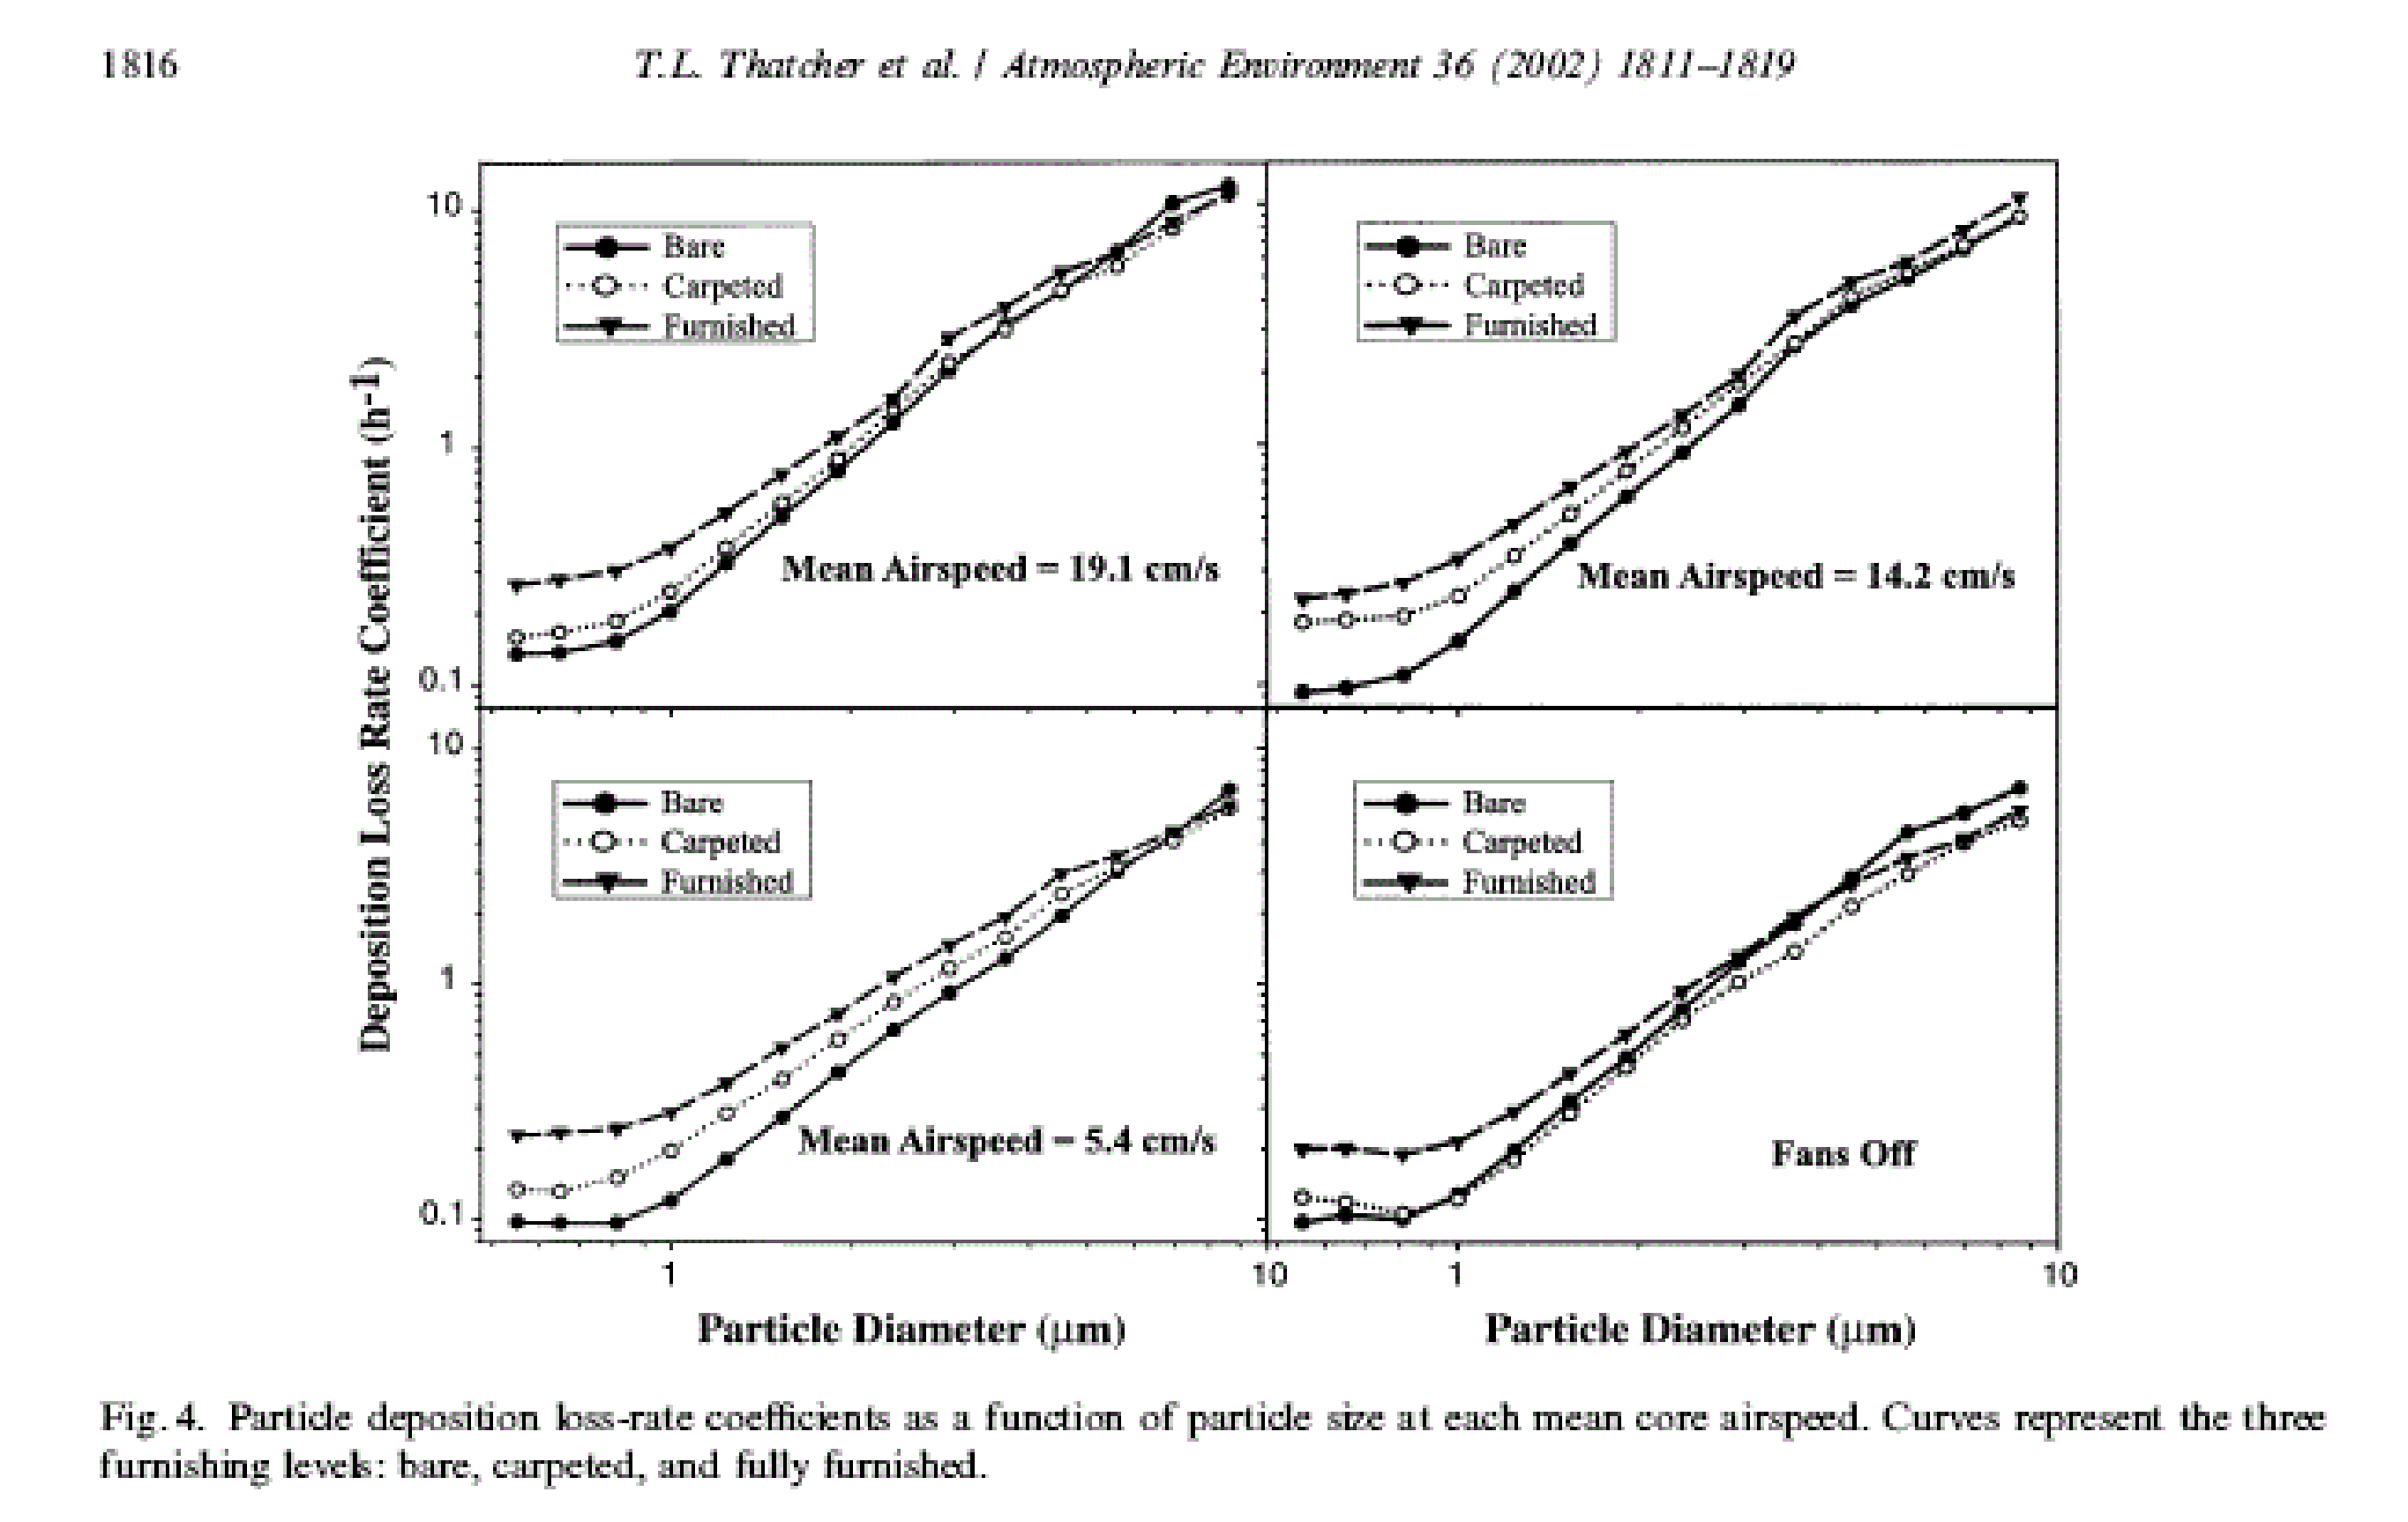 1816
T.L. Thatcher et al. / Atmospheric Environment 36 (2002) 1811–1819
Deposition Loss Rate Coefficient (h-1)
10
1
0.1
Bare
Carpeted
Furnished
Mean Airspeed = 19.1 cm/s
Bare
Carpeted
Furnished
Mean Airspeed = 14.2 cm/s
10
1
0.1
Bare
Carpeted
Furnished
Mean Airspeed = 5.4 cm/s
Bare
Carpeted
Furnished
Fans Off
1
10
1
10
Particle Diameter (μm)
Particle Diameter (μm)
Fig. 4. Particle deposition loss-rate coefficients as a function of particle size at each mean core airspeed. Curves represent the three
furnishing levels: bare, carpeted, and fully furnished.